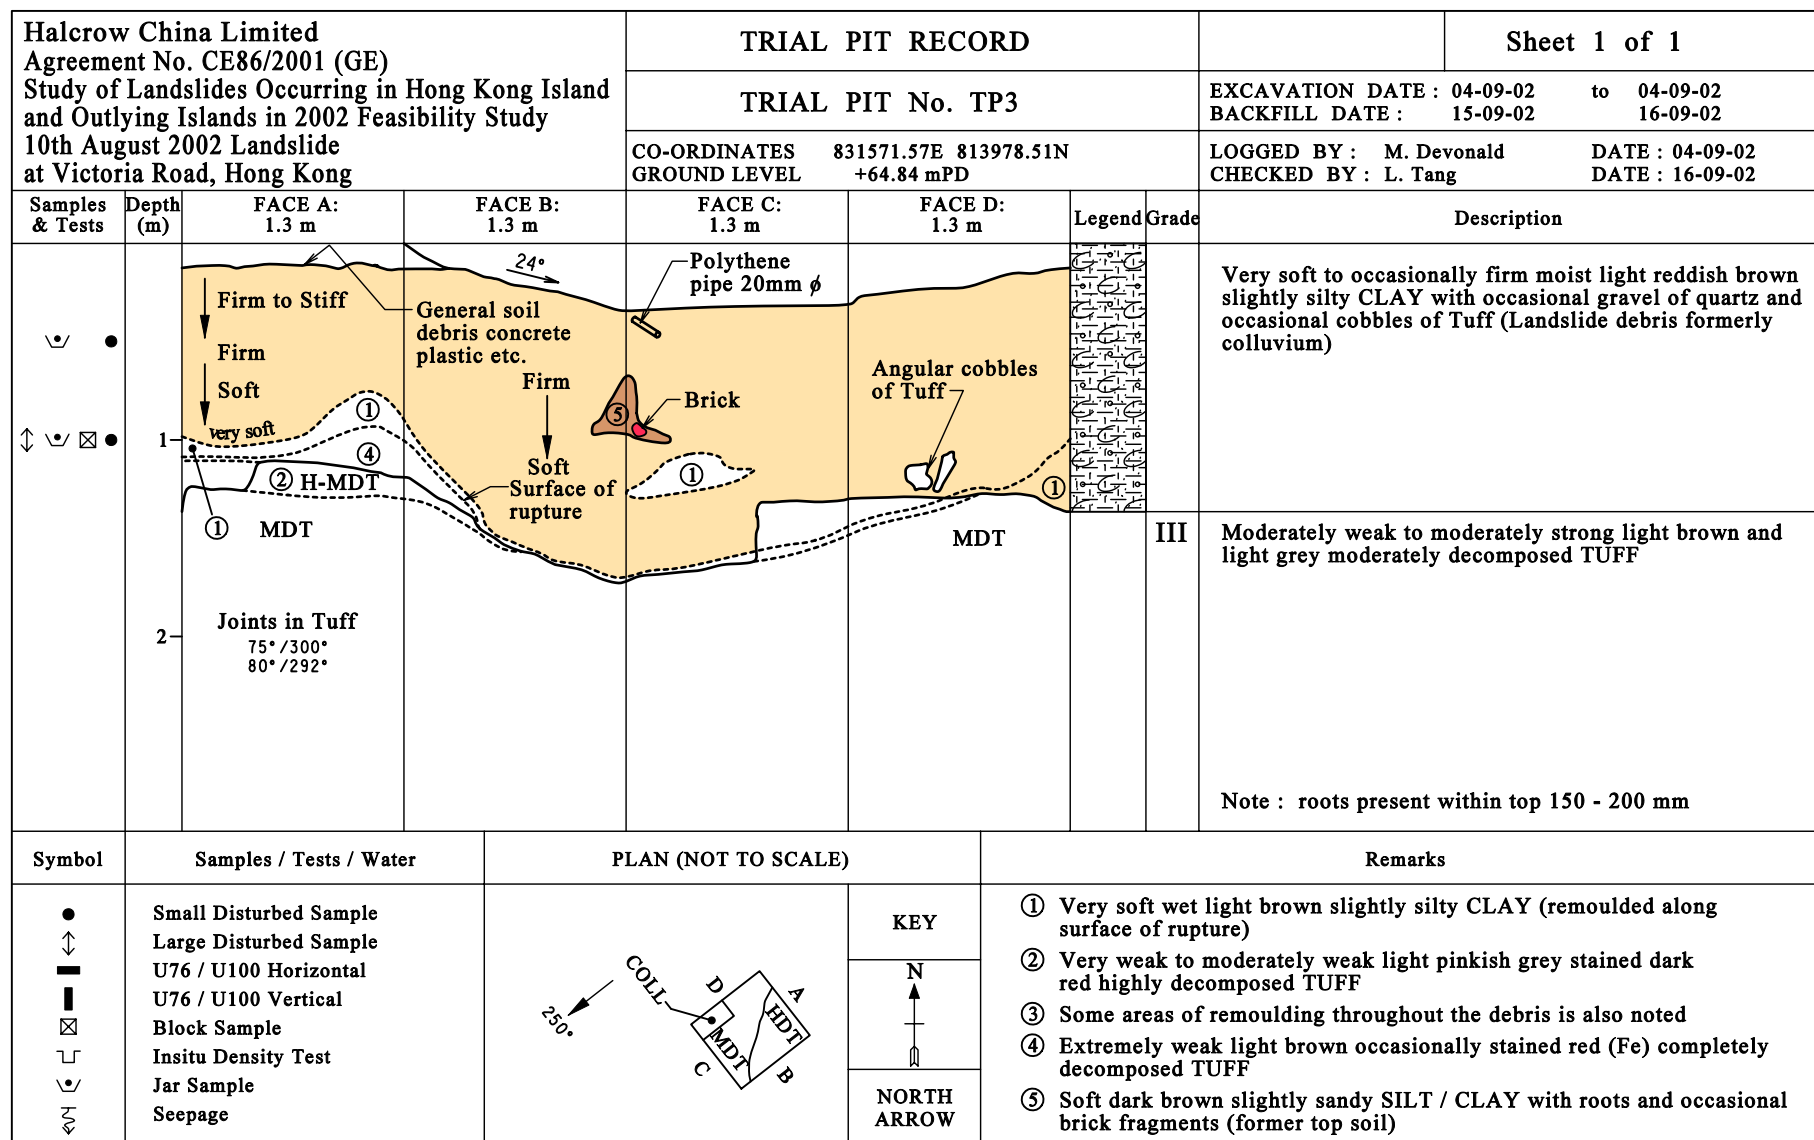 Halcrow China Limited
Agreement No. CE86/2001 (GE)
Study of Landslides Occurring in Hong Kong Island
and Outlying Islands in 2002 Feasibility Study
10th August 2002 Landslide
at Victoria Road, Hong Kong
TRIAL PIT RECORD
Sheet 1 of 1
TRIAL PIT No. TP3
EXCAVATION DATE : 04-09-02 to 04-09-02
BACKFILL DATE : 15-09-02 16-09-02
CO-ORDINATES 831571.57E 813978.51N
GROUND LEVEL +64.84 mPD
LOGGED BY : M. Devonald DATE : 04-09-02
CHECKED BY : L. Tang DATE : 16-09-02
Samples
& Tests
Depth
(m)
FACE A:
1.3 m
FACE B:
1.3 m
FACE C:
1.3 m
FACE D:
1.3 m
Legend
Grade
Description
24°
Polythene
pipe 20mm ϕ
Firm to Stiff
General soil
debris concrete
plastic etc.
Firm
Soft
very soft
Firm
Soft
Surface of
rupture
① 
④
② H-MDT
①
MDT
⑤
Brick
①
Angular cobbles
of Tuff
①
MDT
1
2
Joints in Tuff
75°/300°
80°/292°
Very soft to occasionally firm moist light reddish brown
slightly silty CLAY with occasional gravel of quartz and
occasional cobbles of Tuff (Landslide debris formerly
colluvium)
III
Moderately weak to moderately strong light brown and
light grey moderately decomposed TUFF
Note : roots present within top 150 - 200 mm
Symbol
Samples / Tests / Water
PLAN (NOT TO SCALE)
Remarks
Small Disturbed Sample
Large Disturbed Sample
U76 / U100 Horizontal
U76 / U100 Vertical
Block Sample
Insitu Density Test
Jar Sample
Seepage
250°
COLL
D
A
HDT
MDT
C
B
KEY
N
NORTH
ARROW
① Very soft wet light brown slightly silty CLAY (remoulded along
surface of rupture)
② Very weak to moderately weak light pinkish grey stained dark
red highly decomposed TUFF
③ Some areas of remoulding throughout the debris is also noted
④ Extremely weak light brown occasionally stained red (Fe) completely
decomposed TUFF
⑤ Soft dark brown slightly sandy SILT / CLAY with roots and occasional
brick fragments (former top soil)